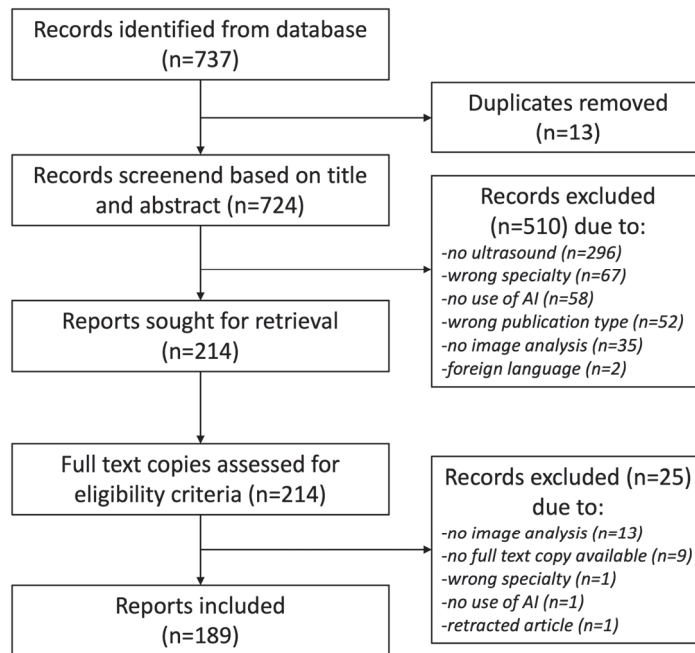 Records identified from database
(n=737)
Duplicates removed
(n=13)
Records screenend based on title
and abstract (n=724)
Records excluded
(n=510) due to:
-no ultrasound (n=296)
-wrong specialty (n=67)
-no use of AI (n=58)
-wrong publication type (n=52)
-no image analysis (n=35)
-foreign language (n=2)
Reports sought for retrieval
(n=214)
Full text copies assessed for
eligibility criteria (n=214)
Records excluded (n=25)
due to:
-no image analysis (n=13)
-no full text copy available (n=9)
-wrong specialty (n=1)
-no use of AI (n=1)
-retracted article (n=1)
Reports included
(n=189)